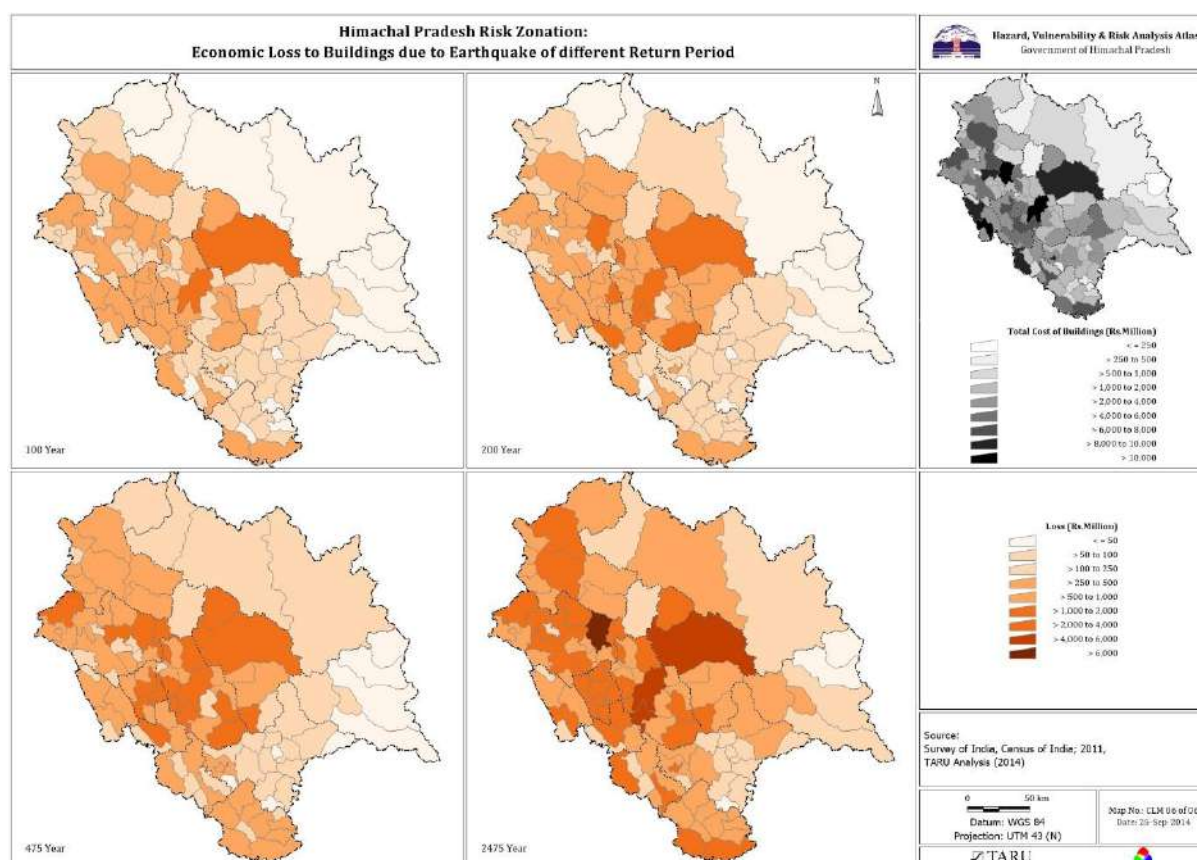 Himachal Pradesh Risk Zonation:
Economic Loss to Buildings due to Earthquake of different Return Period
Hazard, Vulnerability & Risk Analysis Atlas
Government of Himachal Pradesh
N
100 Year
200 Year
Total Cost of Buildings (Rs.Million)
< = 250
> 250 to 500
> 500 to 1,000
> 1,000 to 2,000
> 2,000 to 4,000
> 4,000 to 6,000
> 6,000 to 8,000
> 8,000 to 10,000
> 10,000
475 Year
2475 Year
Loss (Rs.Million)
< = 50
> 50 to 100
> 100 to 250
> 250 to 500
> 500 to 1,000
> 1,000 to 2,000
> 2,000 to 4,000
> 4,000 to 6,000
> 6,000
Source:
Survey of India, Census of India; 2011,
TARU Analysis (2014)
0 50 km
Datum: WGS 84
Projection: UTM 43 (N)
Map No.: CLM 06 of 06
Date: 26-Sep-2014
TARU